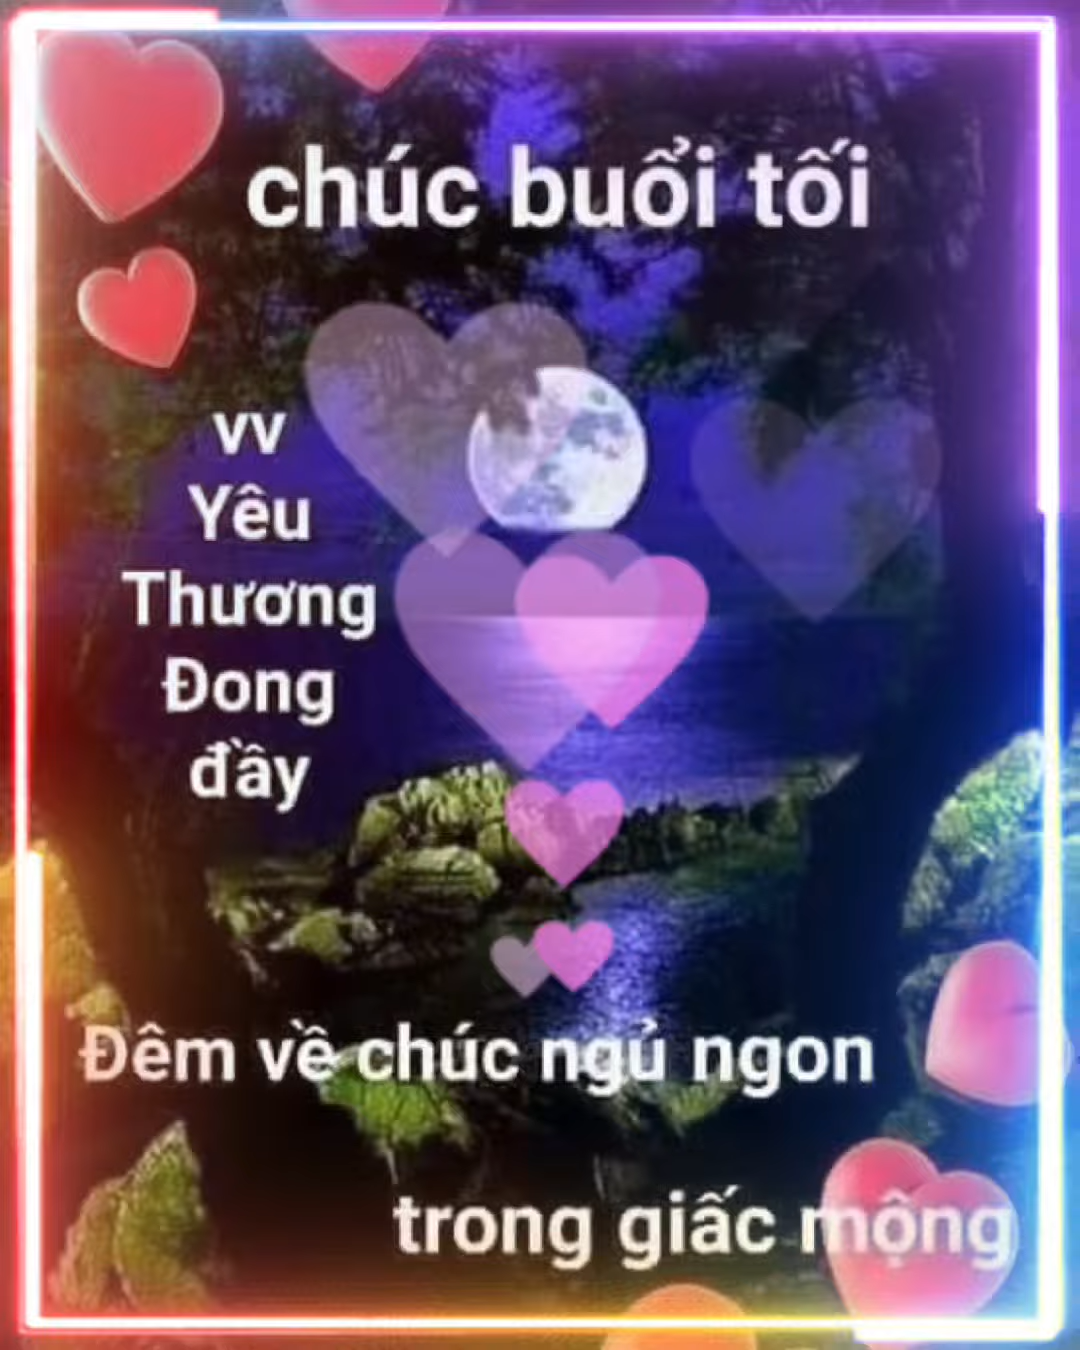 chúc buổi tối
vv
Yêu
Thương
Đong
đầy
Đêm về chúc ngủ ngon
trong giấc mộng